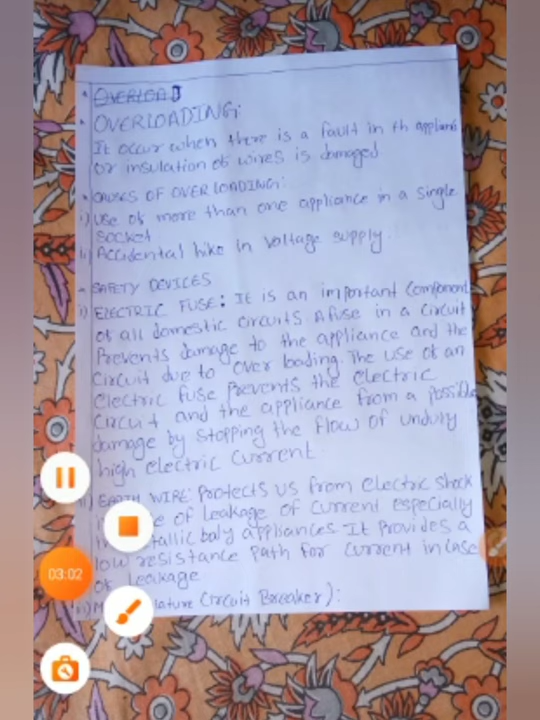 OVERLOAD
OVERLOADING:
It occur when there is a fault in th appliance
or insulation of wires is damaged
CAUSES OF OVERLOADING:
i) Use of more than one appliance in a single
Socket
ii) Accidental hike in voltage supply.
SAFETY DEVICES
i) ELECTRIC FUSE: It is an important Component
of all domestic circuits A fuse in a circuit
Prevents damage to the appliance and the
Circuit due to over loading. The use of an
electric fuse prevents the electric
Circuit and the appliance from a possible
damage by stopping the flow of unduly
high electric current.
ii) EARTH WIRE: Protects us from electric shock
of Leakage of current especially
metallic body appliances. It provides a
low resistance path for current in case
of leakage
Circuit Breaker):
03:02